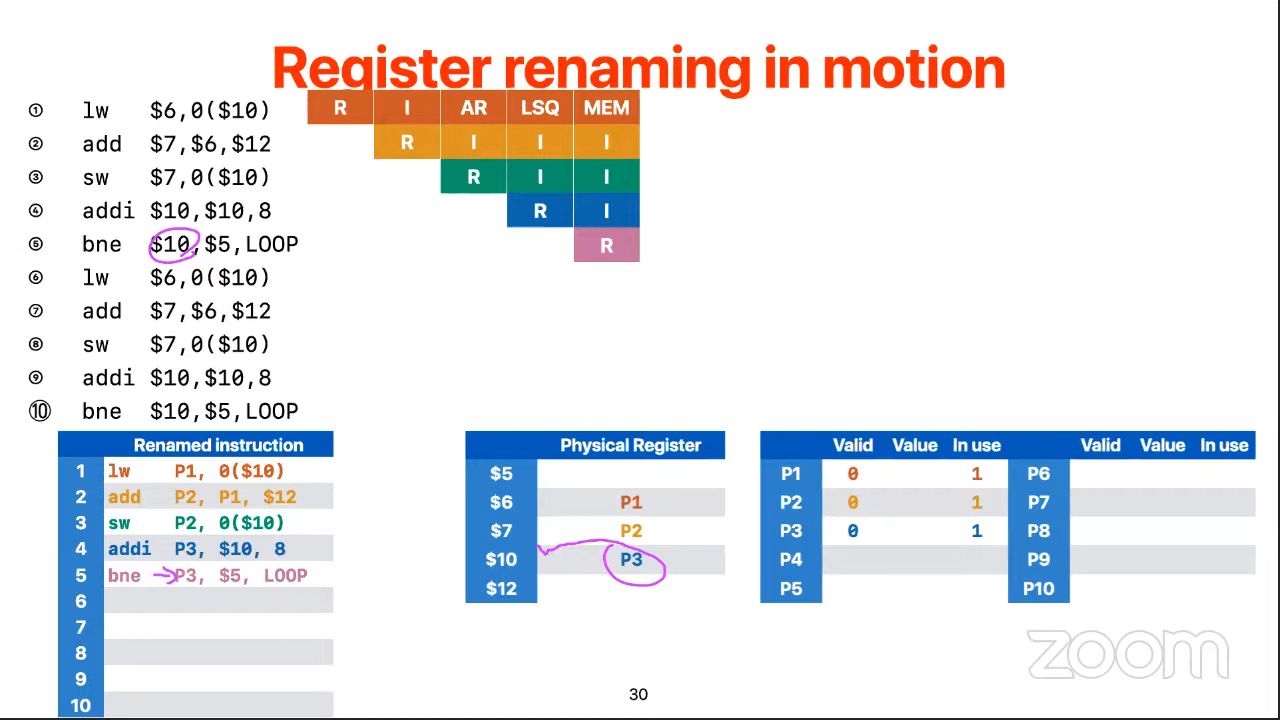 Register renaming in motion
① lw $6,0($10)
② add $7,$6,$12
③ sw $7,0($10)
④ addi $10,$10,8
⑤ bne $10,$5,LOOP
⑥ lw $6,0($10)
⑦ add $7,$6,$12
⑧ sw $7,0($10)
⑨ addi $10,$10,8
⑩ bne $10,$5,LOOP
R I AR LSQ MEM
R I I I
R I I
R I
R
Renamed instruction
1 lw P1, 0($10)
2 add P2, P1, $12
3 sw P2, 0($10)
4 addi P3, $10, 8
5 bne P3, $5, LOOP
6
7
8
9
10
Physical Register
$5
$6 P1
$7 P2
$10 P3
$12
Valid Value In use Valid Value In use
P1 0 1 P6
P2 0 1 P7
P3 0 1 P8
P4 P9
P5 P10
zoom
30